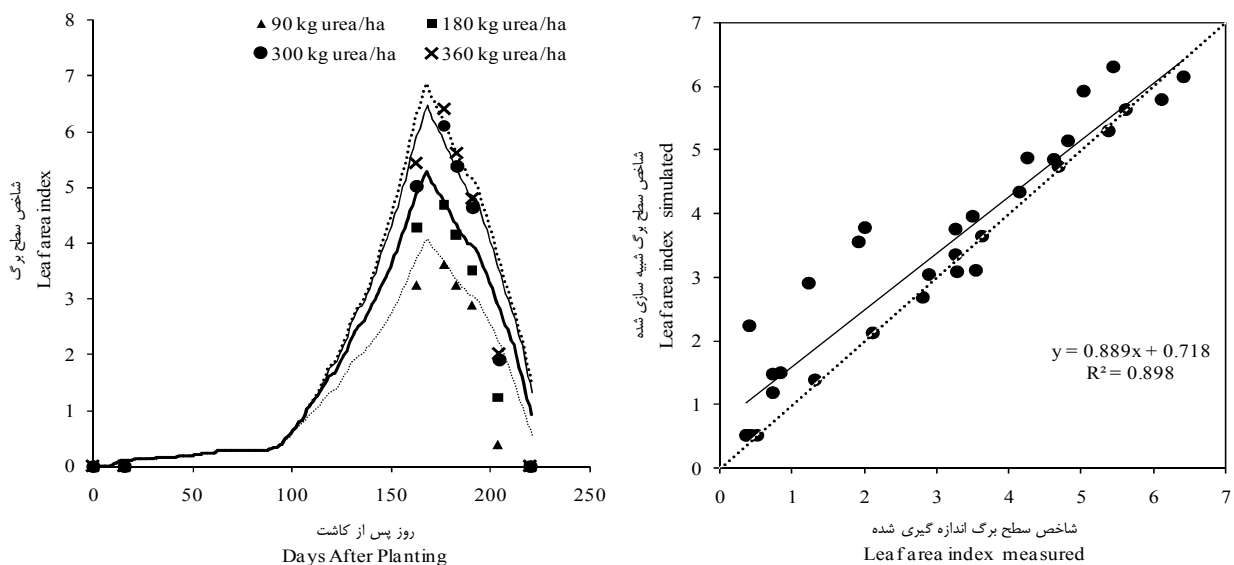 ▲ 90 kg urea/ha ■ 180 kg urea/ha
● 300 kg urea/ha × 360 kg urea/ha
8
7
6
5
4
3
2
1
0
0 50 100 150 200 250
شاخص سطح برگ
Leaf area index
روز پس از کاشت
Days After Planting
7
6
5
4
3
2
1
0
0 1 2 3 4 5 6 7
شاخص سطح برگ شبیه سازی شده
Leaf area index simulated
y = 0.889x + 0.718
R² = 0.898
شاخص سطح برگ اندازه گیری شده
Leaf area index measured